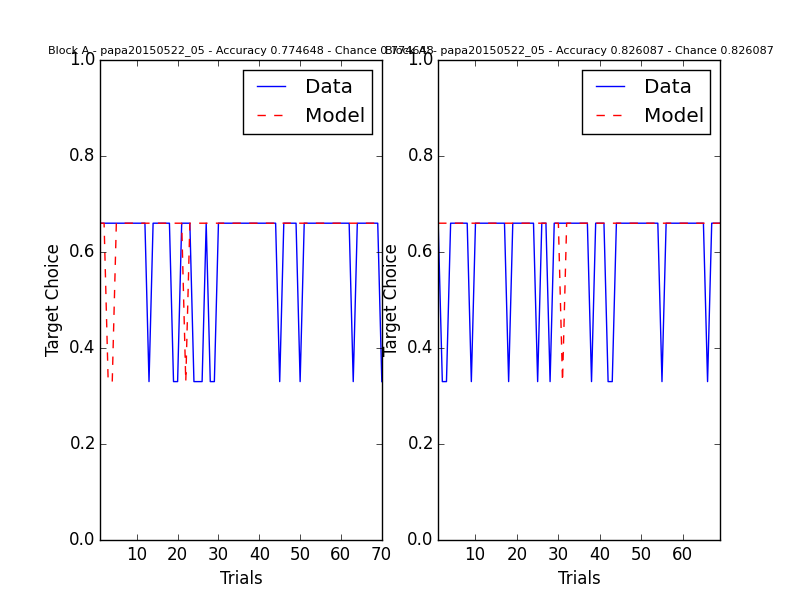 Block A - papa20150522_05 - Accuracy 0.774648 - Chance 0.774648
Block A - papa20150522_05 - Accuracy 0.826087 - Chance 0.826087
1.0
0.8
0.6
0.4
0.2
0.0
Target Choice
10 20 30 40 50 60 70
Trials
Data
Model
1.0
0.8
0.6
0.4
0.2
0.0
Target Choice
10 20 30 40 50 60
Trials
Data
Model